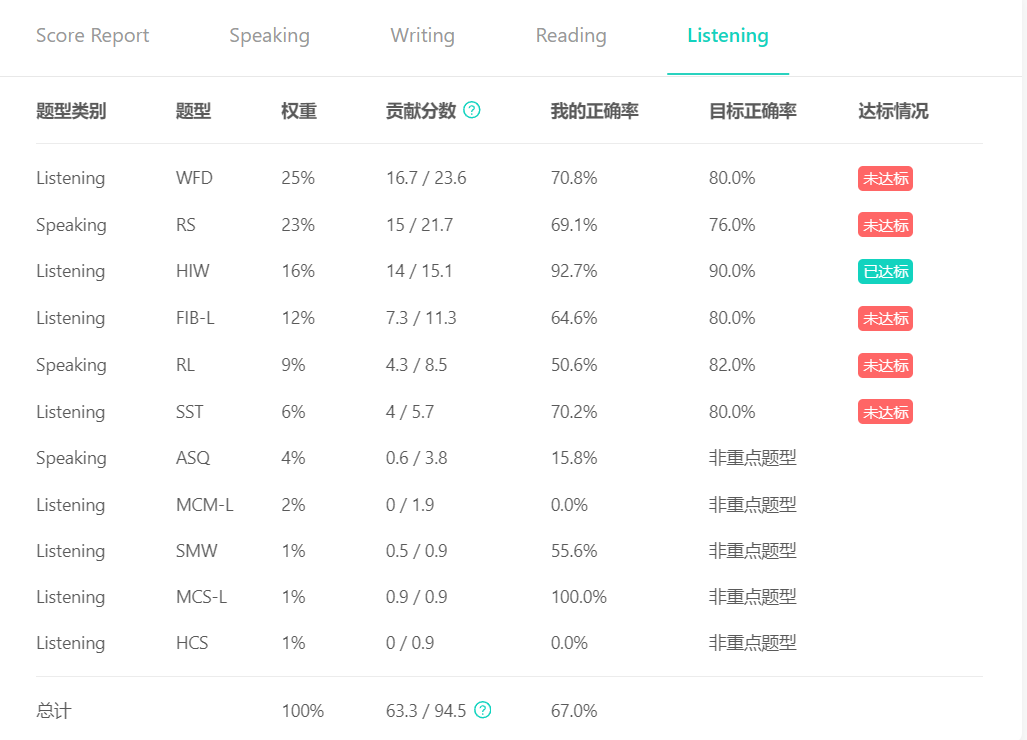 Score Report Speaking Writing Reading Listening
题型类别 题型 权重 贡献分数 ? 我的正确率 目标正确率 达标情况
Listening WFD 25% 16.7 / 23.6 70.8% 80.0% 未达标
Speaking RS 23% 15 / 21.7 69.1% 76.0% 未达标
Listening HIW 16% 14 / 15.1 92.7% 90.0% 已达标
Listening FIB-L 12% 7.3 / 11.3 64.6% 80.0% 未达标
Speaking RL 9% 4.3 / 8.5 50.6% 82.0% 未达标
Listening SST 6% 4 / 5.7 70.2% 80.0% 未达标
Speaking ASQ 4% 0.6 / 3.8 15.8% 非重点题型
Listening MCM-L 2% 0 / 1.9 0.0% 非重点题型
Listening SMW 1% 0.5 / 0.9 55.6% 非重点题型
Listening MCS-L 1% 0.9 / 0.9 100.0% 非重点题型
Listening HCS 1% 0 / 0.9 0.0% 非重点题型
总计 100% 63.3 / 94.5 ? 67.0%